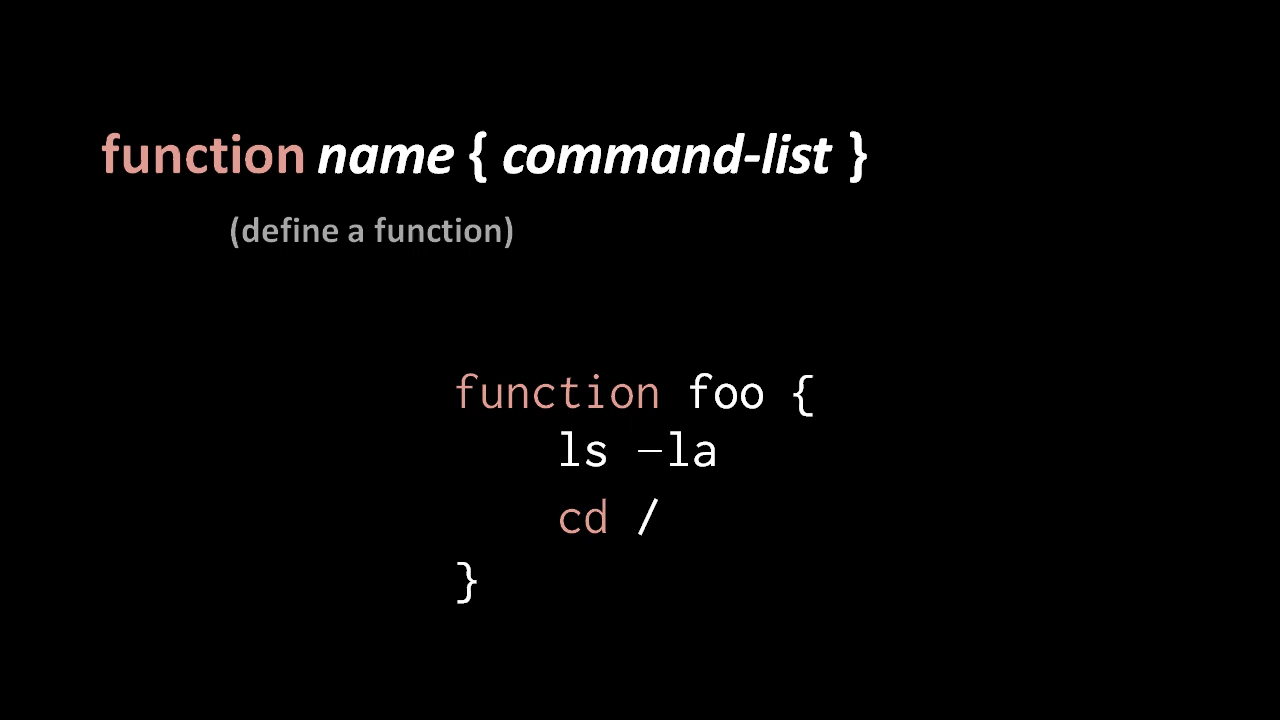 function name { command-list }
(define a function)
function foo {
ls -la
cd /
}